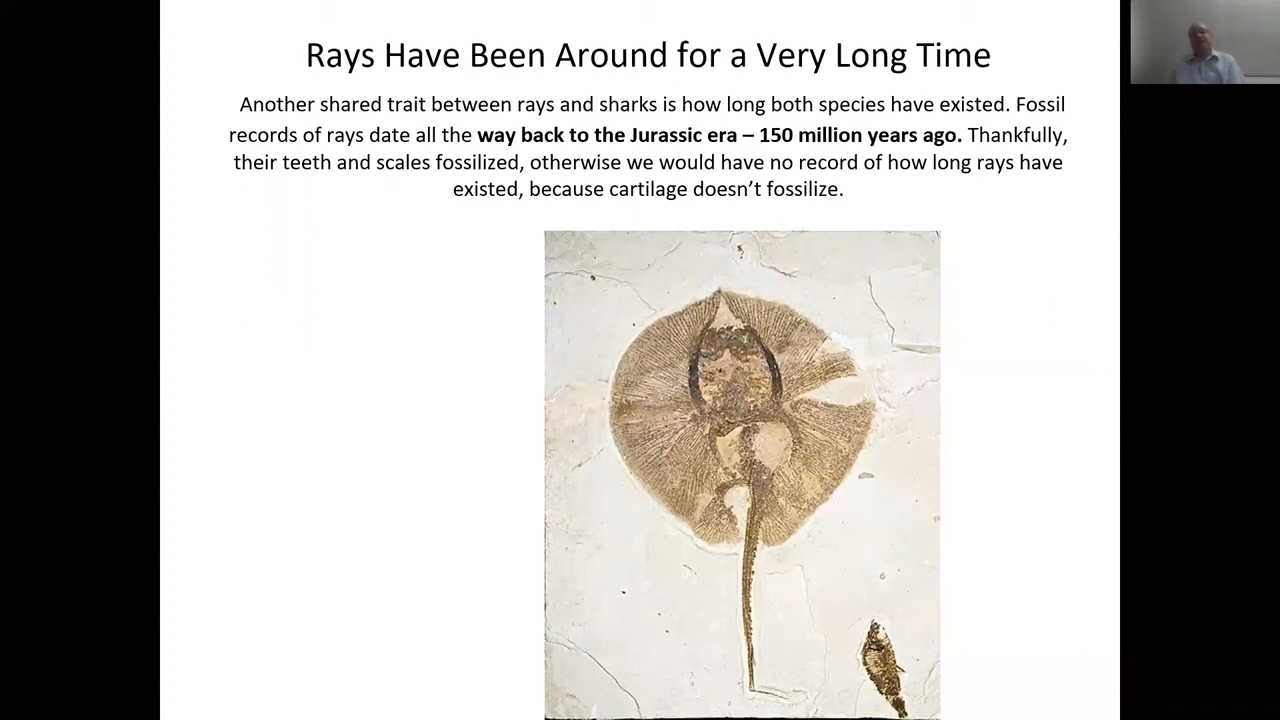 Rays Have Been Around for a Very Long Time
Another shared trait between rays and sharks is how long both species have existed. Fossil
records of rays date all the way back to the Jurassic era – 150 million years ago. Thankfully,
their teeth and scales fossilized, otherwise we would have no record of how long rays have
existed, because cartilage doesn’t fossilize.